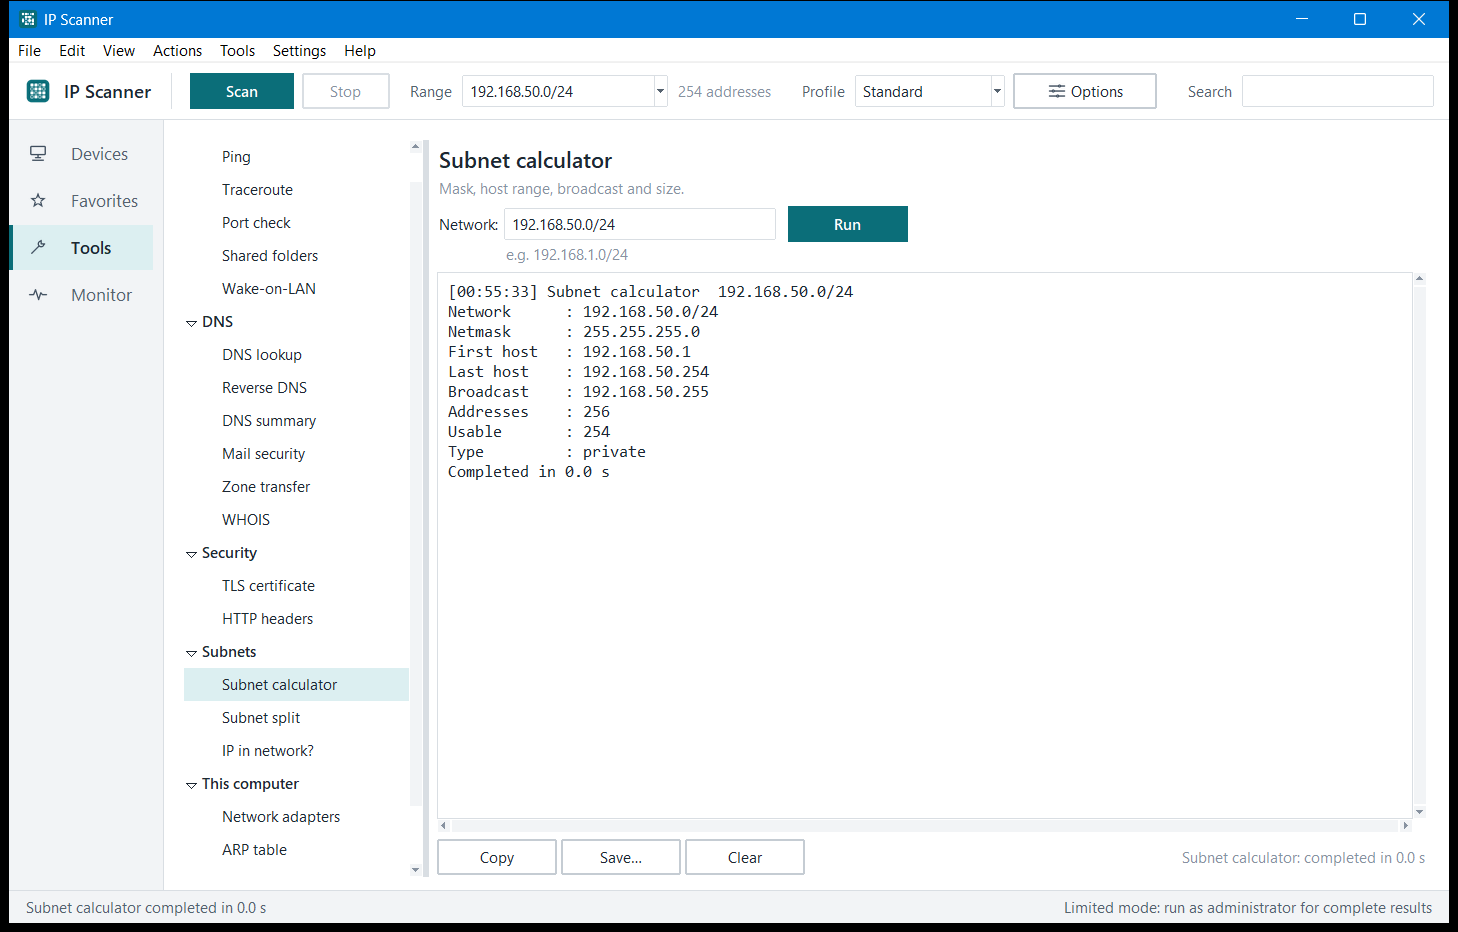 IP Scanner
File Edit View Actions Tools Settings Help
IP Scanner Scan Stop Range 192.168.50.0/24 254 addresses Profile Standard Options Search
Devices
Favorites
Tools
Monitor
Ping
Traceroute
Port check
Shared folders
Wake-on-LAN
DNS
DNS lookup
Reverse DNS
DNS summary
Mail security
Zone transfer
WHOIS
Security
TLS certificate
HTTP headers
Subnets
Subnet calculator
Subnet split
IP in network?
This computer
Network adapters
ARP table
Subnet calculator
Mask, host range, broadcast and size.
Network: 192.168.50.0/24 Run
e.g. 192.168.1.0/24
[00:55:33] Subnet calculator  192.168.50.0/24
Network      : 192.168.50.0/24
Netmask      : 255.255.255.0
First host   : 192.168.50.1
Last host    : 192.168.50.254
Broadcast    : 192.168.50.255
Addresses    : 256
Usable       : 254
Type         : private
Completed in 0.0 s
Copy Save... Clear Subnet calculator: completed in 0.0 s
Subnet calculator completed in 0.0 s Limited mode: run as administrator for complete results